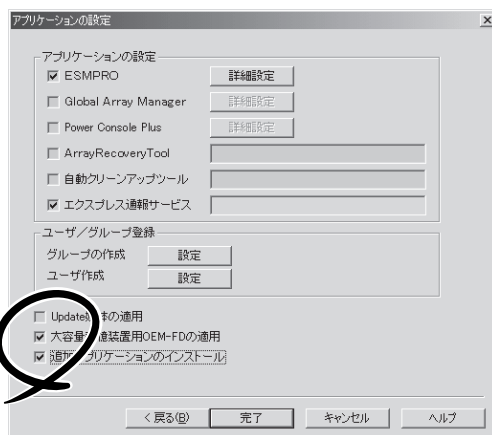 アプリケーションの設定
アプリケーションの設定
ESMPRO 詳細設定
Global Array Manager 詳細設定
Power Console Plus 詳細設定
ArrayRecoveryTool
自動クリーンアップツール
エクスプレス通報サービス
ユーザ/グループ登録
グループの作成 設定
ユーザ作成 設定
Update 体の適用
大容量 装置用OEM-FDの適用
追加 プリケーションのインストール
< 戻る(B) 完了 キャンセル ヘルプ